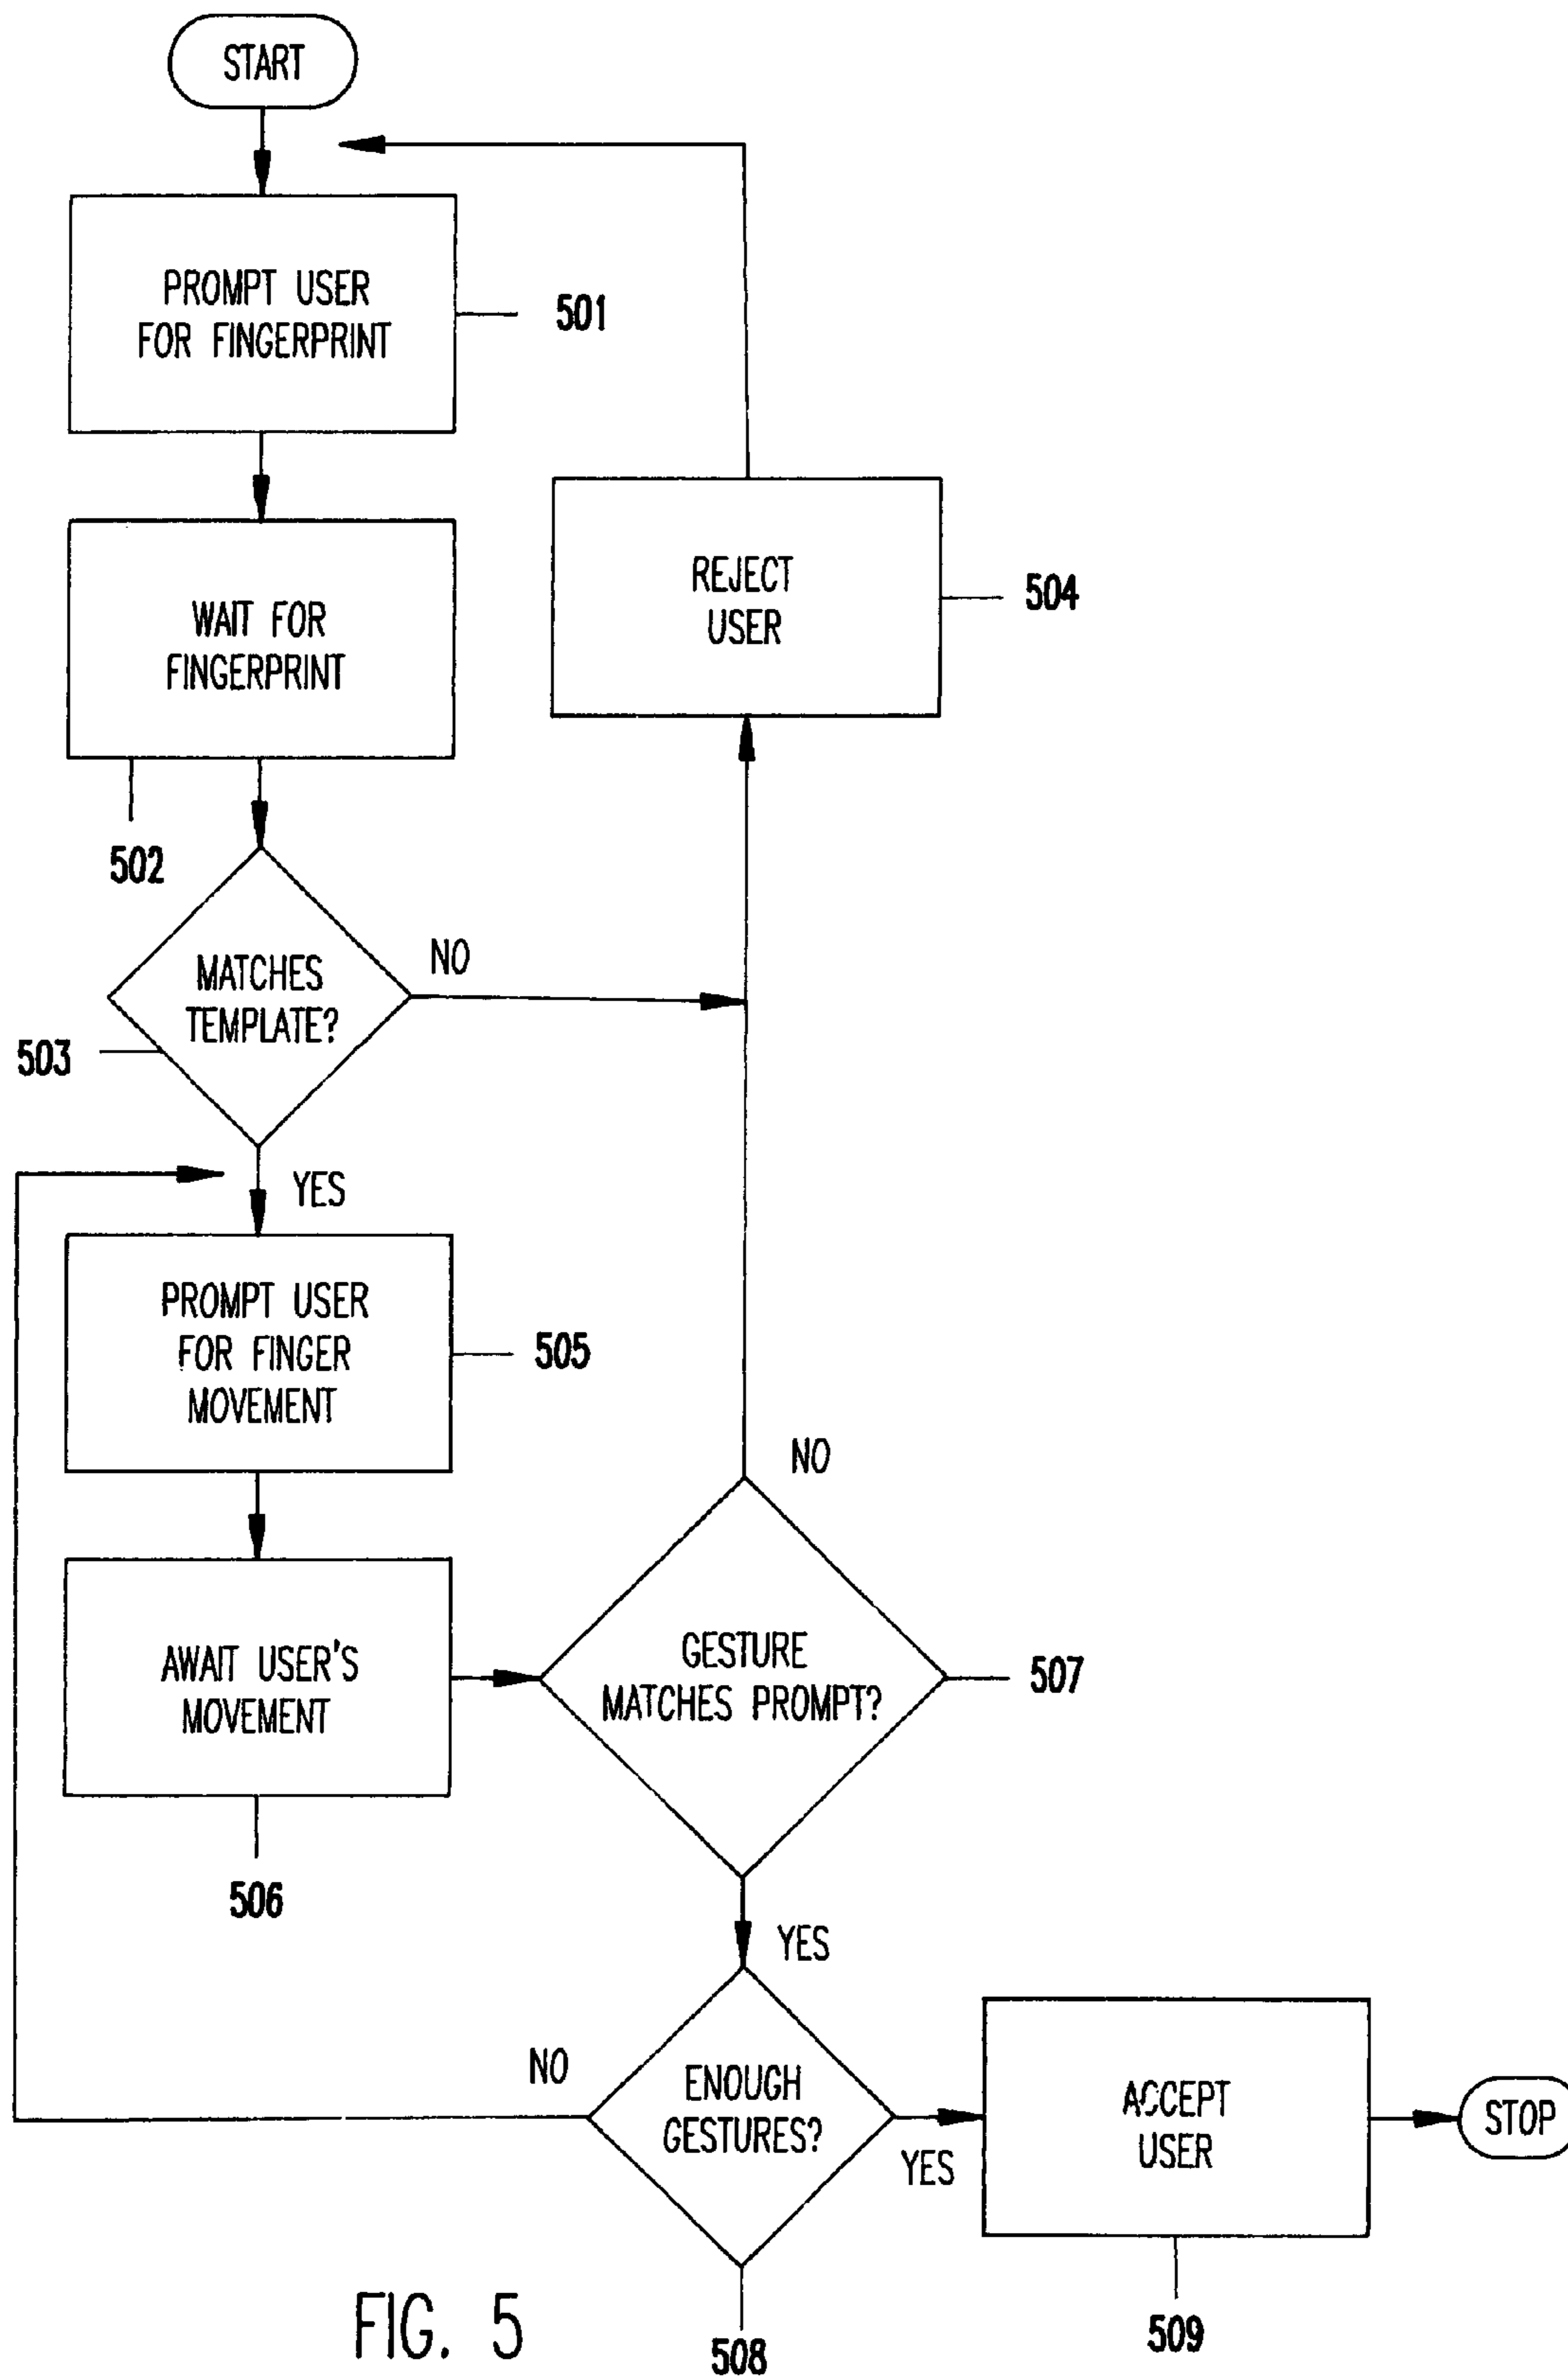 START
PROMPT USER
FOR FINGERPRINT
501
WAIT FOR
FINGERPRINT
502
REJECT
USER
504
MATCHES
TEMPLATE?
NO
503
YES
PROMPT USER
FOR FINGER
MOVEMENT
505
NO
AWAIT USER'S
MOVEMENT
506
GESTURE
MATCHES PROMPT?
507
YES
NO
ENOUGH
GESTURES?
YES
508
ACCEPT
USER
509
STOP
FIG. 5